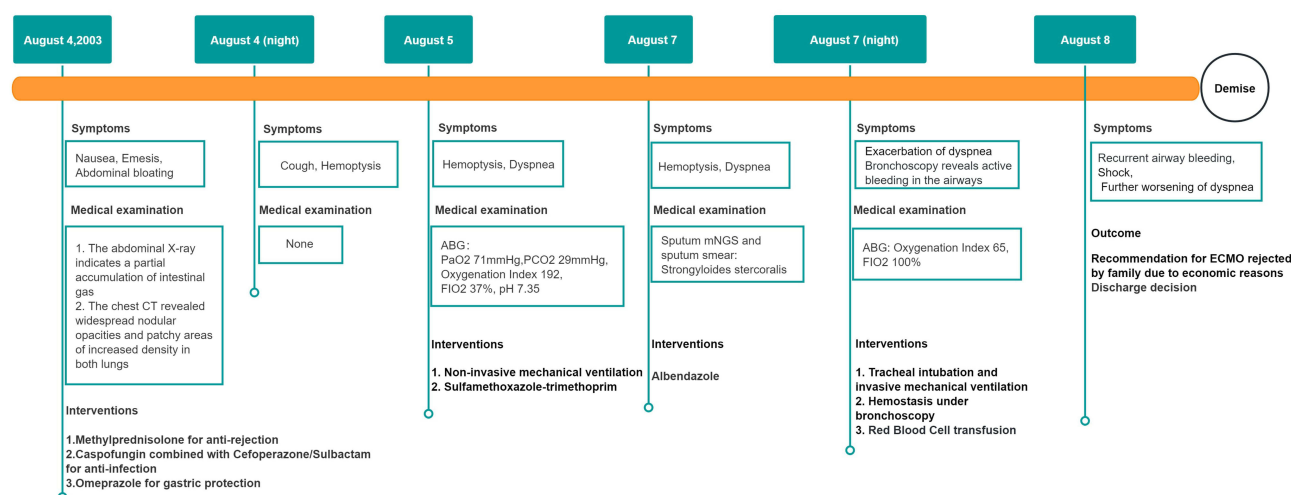 August 4,2003
August 4 (night)
August 5
August 7
August 7 (night)
August 8
Demise
Symptoms
Nausea, Emesis,
Abdominal bloating
Medical examination
1. The abdominal X-ray
indicates a partial
accumulation of intestinal
gas
2. The chest CT revealed
widespread nodular
opacities and patchy areas
of increased density in
both lungs
Interventions
1.Methylprednisolone for anti-rejection
2.Caspofungin combined with Cefoperazone/Sulbactam
for anti-infection
3.Omeprazole for gastric protection
Symptoms
Cough, Hemoptysis
Medical examination
None
Symptoms
Hemoptysis, Dyspnea
Medical examination
ABG:
PaO2 71mmHg,PCO2 29mmHg,
Oxygenation Index 192,
FIO2 37%, pH 7.35
Interventions
1. Non-invasive mechanical ventilation
2. Sulfamethoxazole-trimethoprim
Symptoms
Hemoptysis, Dyspnea
Medical examination
Sputum mNGS and
sputum smear:
Strongyloides stercoralis
Interventions
Albendazole
Symptoms
Exacerbation of dyspnea
Bronchoscopy reveals active
bleeding in the airways
Medical examination
ABG: Oxygenation Index 65,
FIO2 100%
Interventions
1. Tracheal intubation and
invasive mechanical ventilation
2. Hemostasis under
bronchoscopy
3. Red Blood Cell transfusion
Symptoms
Recurrent airway bleeding,
Shock,
Further worsening of dyspnea
Outcome
Recommendation for ECMO rejected
by family due to economic reasons
Discharge decision